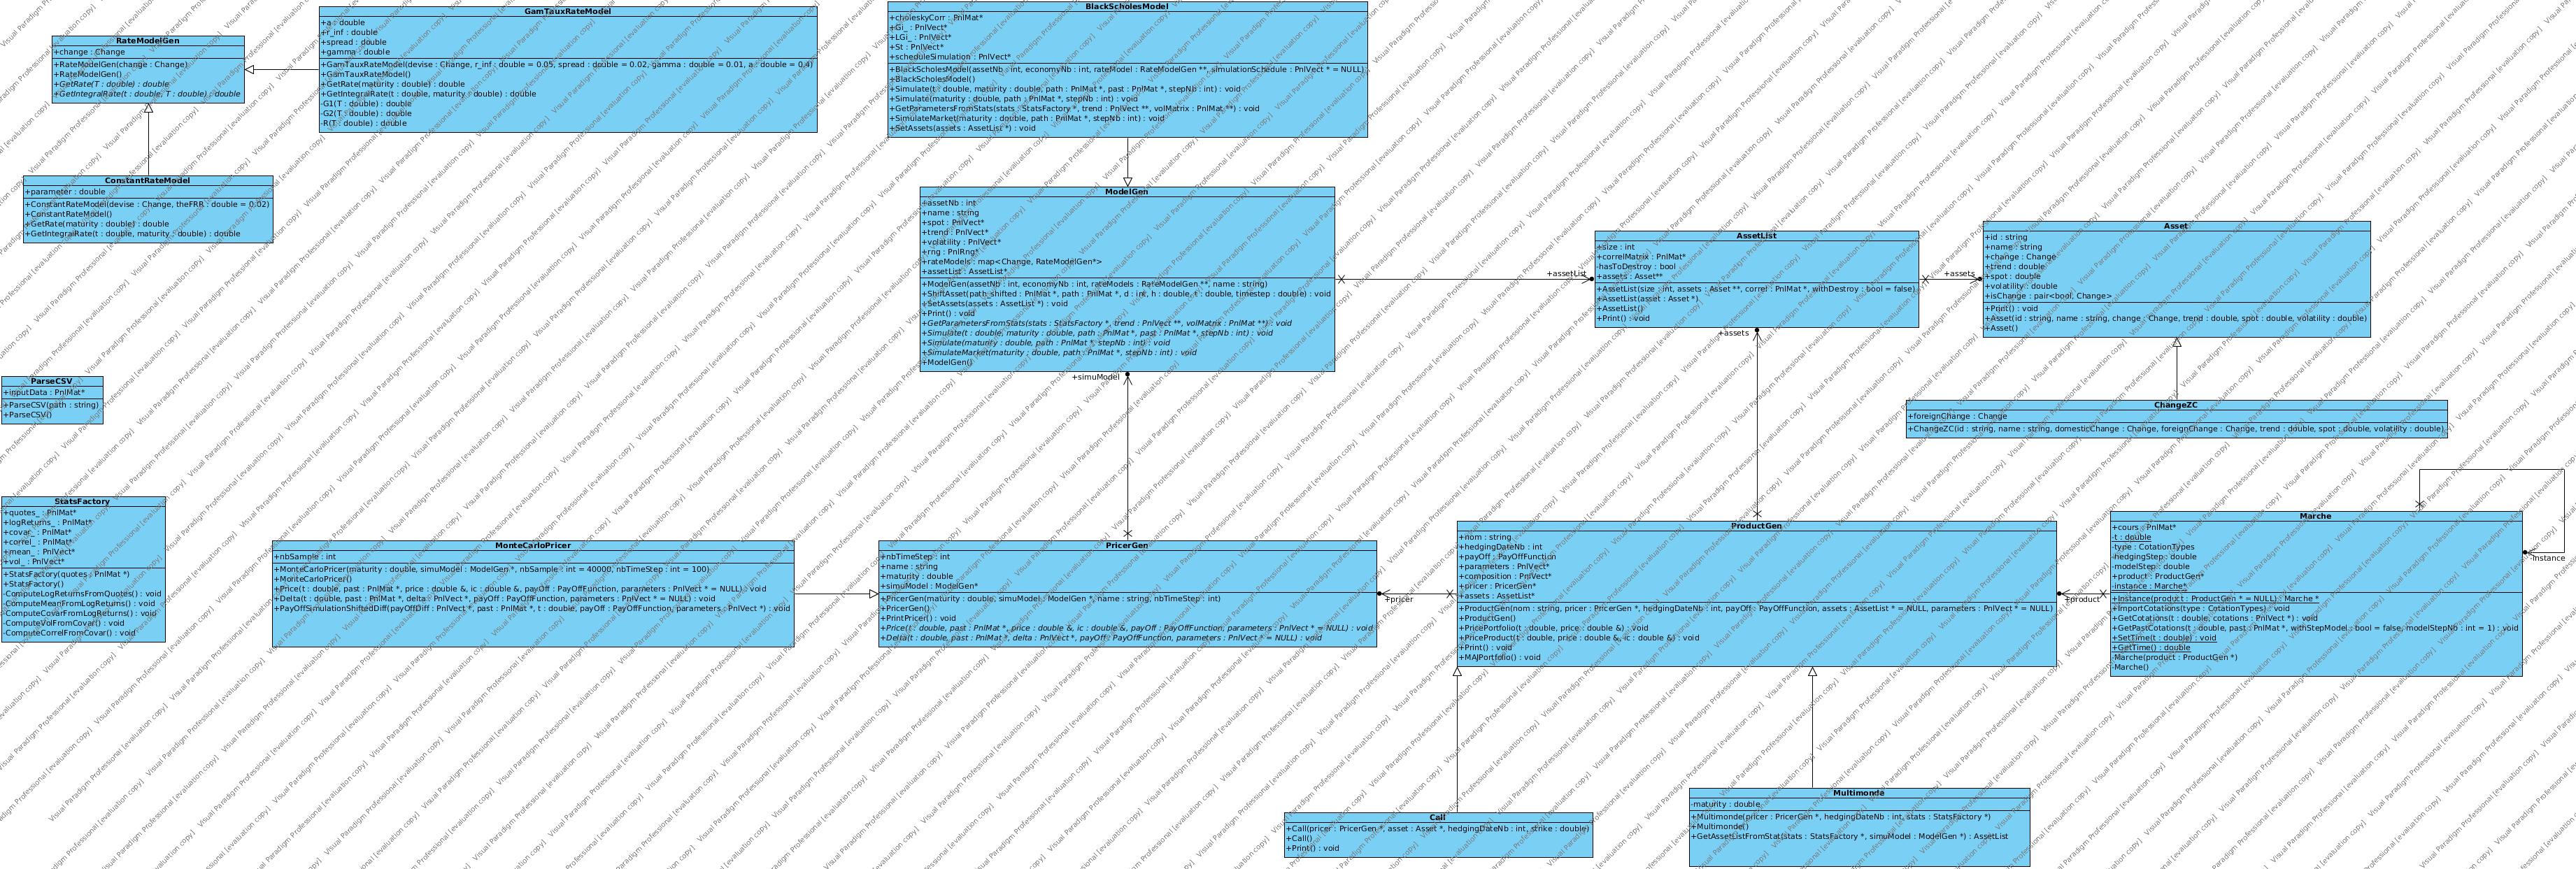 GamTauxRateModel
+a : double
+r_inf : double
+spread : double
+gamma : double
+GamTauxRateModel(devise : Change, r_inf : double = 0.05, spread : double = 0.02, gamma : double = 0.01, a : double = 0.4)
+GamTauxRateModel()
+GetRate(maturity : double) : double
+GetIntegralRate(t : double, maturity : double) : double
-G1(T : double) : double
-G2(T : double) : double
-R(T : double) : double
RateModelGen
+change : Change
+RateModelGen(change : Change)
+RateModelGen()
+GetRate(T : double) : double
+GetIntegralRate(t : double, T : double) : double
ConstantRateModel
+parameter : double
+ConstantRateModel(devise : Change, theFRR : double = 0.02)
+ConstantRateModel()
+GetRate(maturity : double) : double
+GetIntegralRate(t : double, maturity : double) : double
BlackScholesModel
+choleskyCorr : PnlMat*
+Gi_ : PnlVect*
+LGi_ : PnlVect*
+St : PnlVect*
+scheduleSimulation : PnlVect*
+BlackScholesModel(assetNb : int, economyNb : int, rateModel : RateModelGen **, simulationSchedule : PnlVect * = NULL)
+BlackScholesModel()
+Simulate(t : double, maturity : double, path : PnlMat *, past : PnlMat *, stepNb : int) : void
+Simulate(maturity : double, path : PnlMat *, stepNb : int) : void
+GetParametersFromStats(stats : StatsFactory *, trend : PnlVect **, volMatrix : PnlMat **) : void
+SimulateMarket(maturity : double, path : PnlMat *, stepNb : int) : void
+SetAssets(assets : AssetList *) : void
ModelGen
+assetNb : int
+name : string
+spot : PnlVect*
+trend : PnlVect*
+volatility : PnlVect*
+rng : PnlRng*
+rateModels : map<Change, RateModelGen*>
+assetList : AssetList*
+ModelGen(assetNb : int, economyNb : int, rateModels : RateModelGen **, name : string)
+ShiftAsset(path_shifted : PnlMat *, path : PnlMat *, d : int, h : double, t : double, timestep : double) : void
+SetAssets(assets : AssetList *) : void
+Print() : void
+GetParametersFromStats(stats : StatsFactory *, trend : PnlVect **, volMatrix : PnlMat **) : void
+Simulate(t : double, maturity : double, path : PnlMat *, past : PnlMat *, stepNb : int) : void
+Simulate(maturity : double, path : PnlMat *, stepNb : int) : void
+SimulateMarket(maturity : double, path : PnlMat *, stepNb : int) : void
+ModelGen()
+assetList
AssetList
+size : int
+correlMatrix : PnlMat*
-hasToDestroy : bool
+assets : Asset**
+AssetList(size : int, assets : Asset **, correl : PnlMat *, withDestroy : bool = false)
+AssetList(asset : Asset *)
+AssetList()
+Print() : void
+assets
Asset
+id : string
+name : string
+change : Change
+trend : double
+spot : double
+volatility : double
+isChange : pair<bool, Change>
+Print() : void
+Asset(id : string, name : string, change : Change, trend : double, spot : double, volatility : double)
+Asset()
+assets
+simuModel
ParseCSV
+inputData : PnlMat*
+ParseCSV(path : string)
+ParseCSV()
ChangeZC
+foreignChange : Change
+ChangeZC(id : string, name : string, domesticChange : Change, foreignChange : Change, trend : double, spot : double, volatility : double)
StatsFactory
+quotes_ : PnlMat*
+logReturns_ : PnlMat*
+covar_ : PnlMat*
+correl_ : PnlMat*
+mean_ : PnlVect*
+vol_ : PnlVect*
+StatsFactory(quotes : PnlMat *)
+StatsFactory()
-ComputeLogReturnsFromQuotes() : void
-ComputeMeanFromLogReturns() : void
-ComputeCovarFromLogReturns() : void
-ComputeVolFromCovar() : void
-ComputeCorrelFromCovar() : void
MonteCarloPricer
+nbSample : int
+MonteCarloPricer(maturity : double, simuModel : ModelGen *, nbSample : int = 40000, nbTimeStep : int = 100)
+MonteCarloPricer()
+Price(t : double, past : PnlMat *, price : double &, ic : double &, payOff : PayOffFunction, parameters : PnlVect * = NULL) : void
+Delta(t : double, past : PnlMat *, delta : PnlVect *, payOff : PayOffFunction, parameters : PnlVect * = NULL) : void
+PayOffSimulationShiftedDiff(payOffDiff : PnlVect *, past : PnlMat *, t : double, payOff : PayOffFunction, parameters : PnlVect *) : void
PricerGen
+nbTimeStep : int
+name : string
+maturity : double
+simuModel : ModelGen*
+PricerGen(maturity : double, simuModel : ModelGen *, name : string, nbTimeStep : int)
+PricerGen()
+PrintPricer() : void
+Price(t : double, past : PnlMat *, price : double &, ic : double &, payOff : PayOffFunction, parameters : PnlVect * = NULL) : void
+Delta(t : double, past : PnlMat *, delta : PnlVect *, payOff : PayOffFunction, parameters : PnlVect * = NULL) : void
+pricer
ProductGen
+nom : string
+hedgingDateNb : int
+payOff : PayOffFunction
+parameters : PnlVect*
+composition : PnlVect*
+pricer : PricerGen*
+assets : AssetList*
+ProductGen(nom : string, pricer : PricerGen *, hedgingDateNb : int, payOff : PayOffFunction, assets : AssetList * = NULL, parameters : PnlVect * = NULL)
+ProductGen()
+PricePortfolio(t : double, price : double &) : void
+PriceProduct(t : double, price : double &, ic : double &) : void
+Print() : void
+MAJPortfolio() : void
+product
Marche
+cours : PnlMat*
-t : double
-type : CotationTypes
-hedgingStep : double
-modelStep : double
+product : ProductGen*
-instance : Marche*
+Instance(product : ProductGen * = NULL) : Marche *
+ImportCotations(type : CotationTypes) : void
+GetCotations(t : double, cotations : PnlVect *) : void
+GetPastCotations(t : double, past : PnlMat *, withStepModel : bool = false, modelStepNb : int = 1) : void
+SetTime(t : double) : void
+GetTime() : double
-Marche(product : ProductGen *)
-Marche()
-instance
Call
+Call(pricer : PricerGen *, asset : Asset *, hedgingDateNb : int, strike : double)
+Call()
+Print() : void
Multimonde
-maturity : double
+Multimonde(pricer : PricerGen *, hedgingDateNb : int, stats : StatsFactory *)
+Multimonde()
+GetAssetListFromStat(stats : StatsFactory *, simuModel : ModelGen *) : AssetList
Visual Paradigm Professional [evaluation copy]